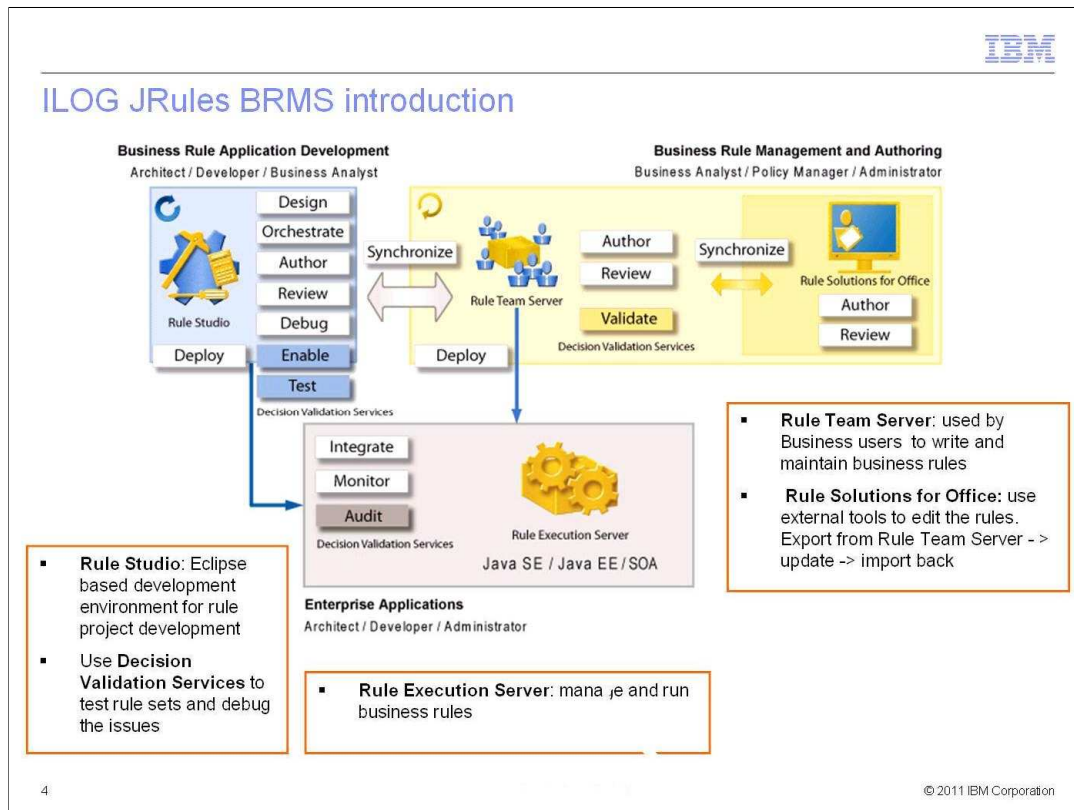 IBM
ILOG JRules BRMS introduction
Business Rule Application Development
Architect / Developer / Business Analyst
Business Rule Management and Authoring
Business Analyst / Policy Manager / Administrator
Rule Studio
Design
Orchestrate
Author
Review
Debug
Deploy
Enable
Test
Decision Validation Services
Synchronize
Rule Team Server
Deploy
Author
Review
Validate
Decision Validation Services
Synchronize
Rule Solutions for Office
Author
Review
Integrate
Monitor
Audit
Decision Validation Services
Rule Execution Server
Java SE / Java EE / SOA
Enterprise Applications
Architect / Developer / Administrator
▪ Rule Team Server: used by
Business users to write and
maintain business rules
▪ Rule Solutions for Office: use
external tools to edit the rules.
Export from Rule Team Server - >
update -> import back
▪ Rule Studio: Eclipse
based development
environment for rule
project development
▪ Use Decision
Validation Services to
test rule sets and debug
the issues
▪ Rule Execution Server: manage and run
business rules
4
© 2011 IBM Corporation